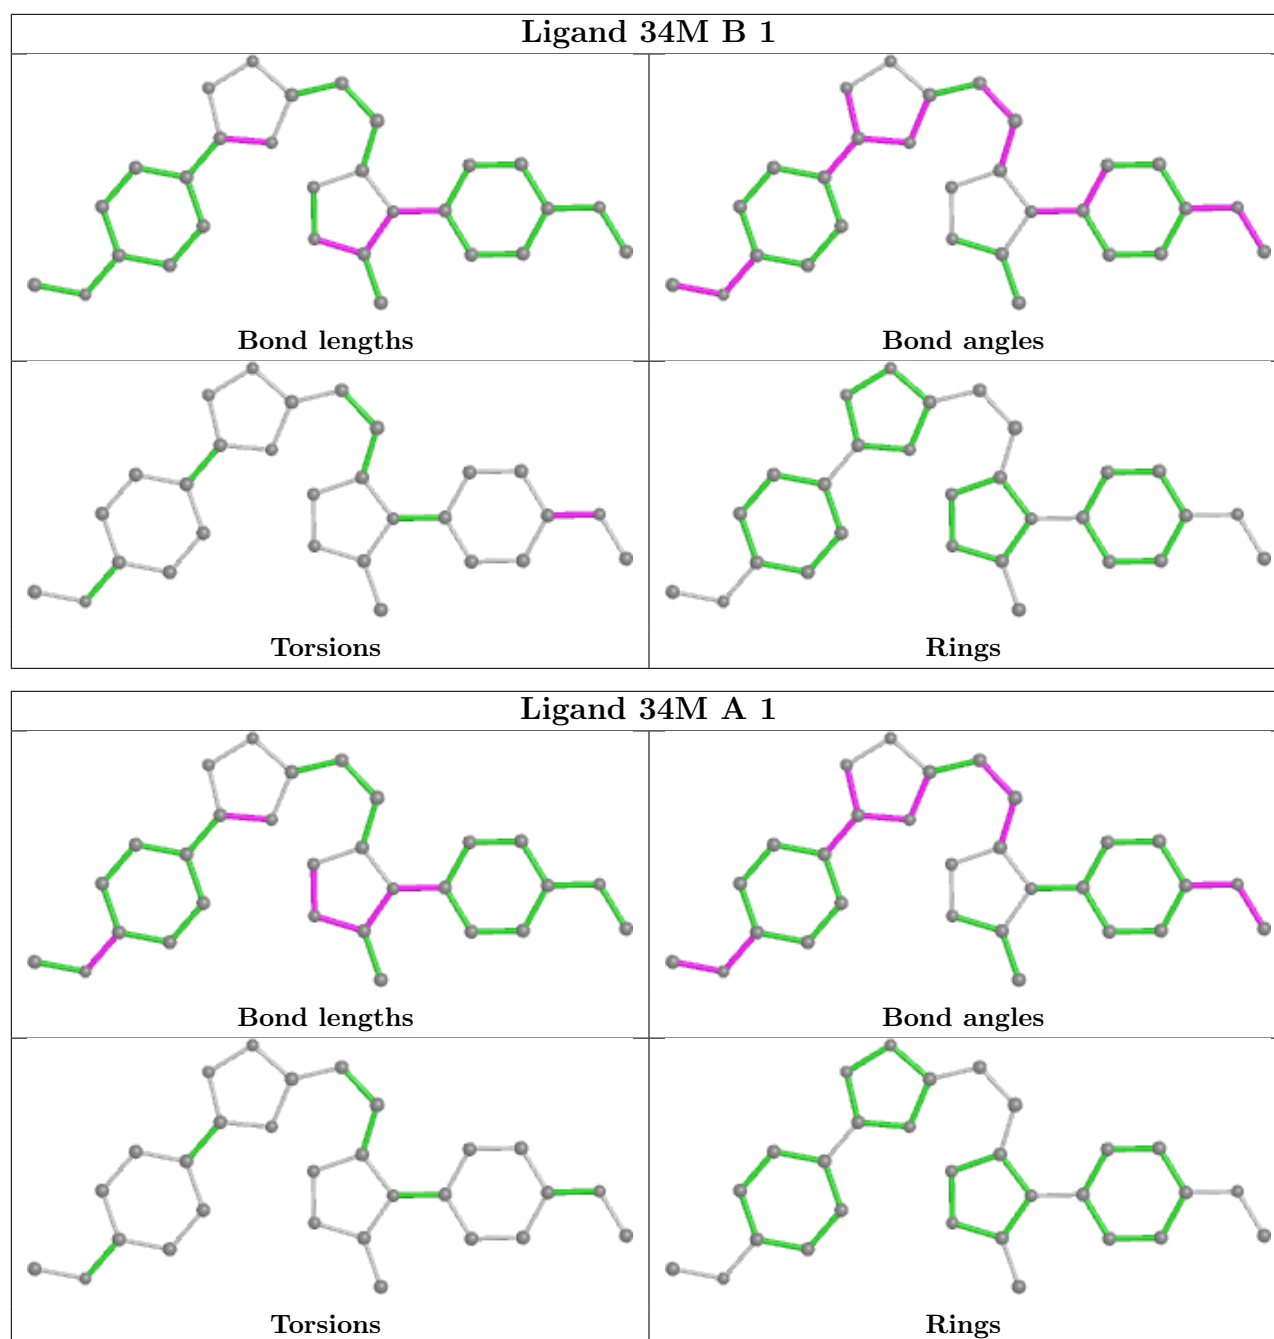 Ligand 34M B 1
Bond lengths
Bond angles
Torsions
Rings
Ligand 34M A 1
Bond lengths
Bond angles
Torsions
Rings